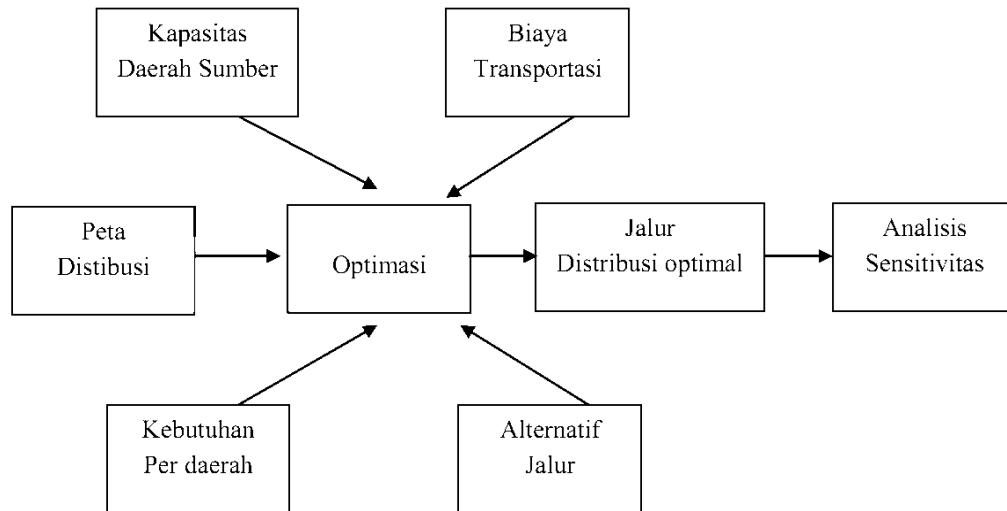 Kapasitas
Daerah Sumber
Biaya
Transportasi
Peta
Distibusi
Optimasi
Jalur
Distribusi optimal
Analisis
Sensitivitas
Kebutuhan
Per daerah
Alternatif
Jalur